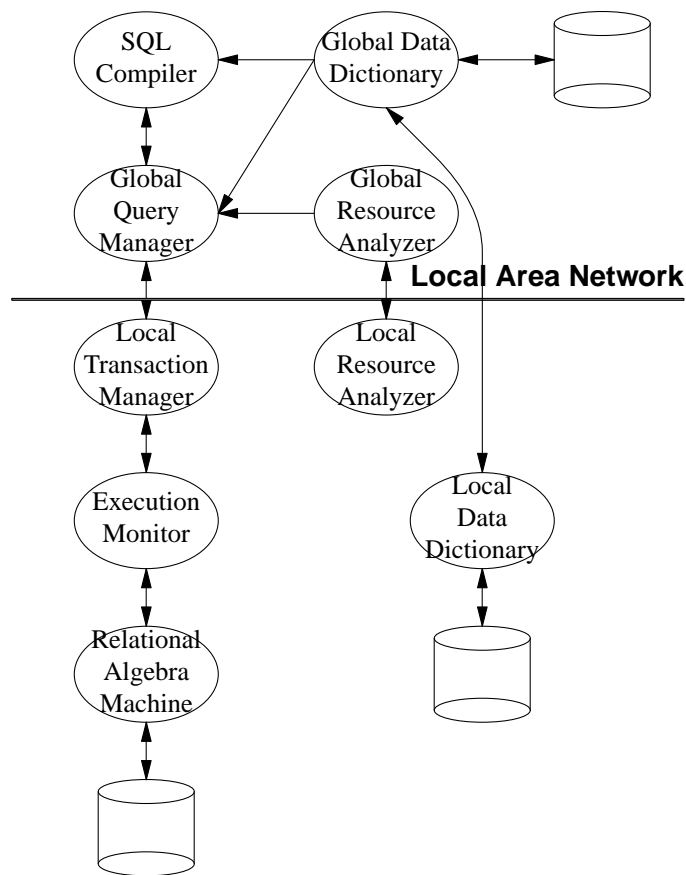 SQL
Compiler
Global Data
Dictionary
Global
Query
Manager
Global
Resource
Analyzer
Local Area Network
Local
Transaction
Manager
Local
Resource
Analyzer
Execution
Monitor
Local
Data
Dictionary
Relational
Algebra
Machine